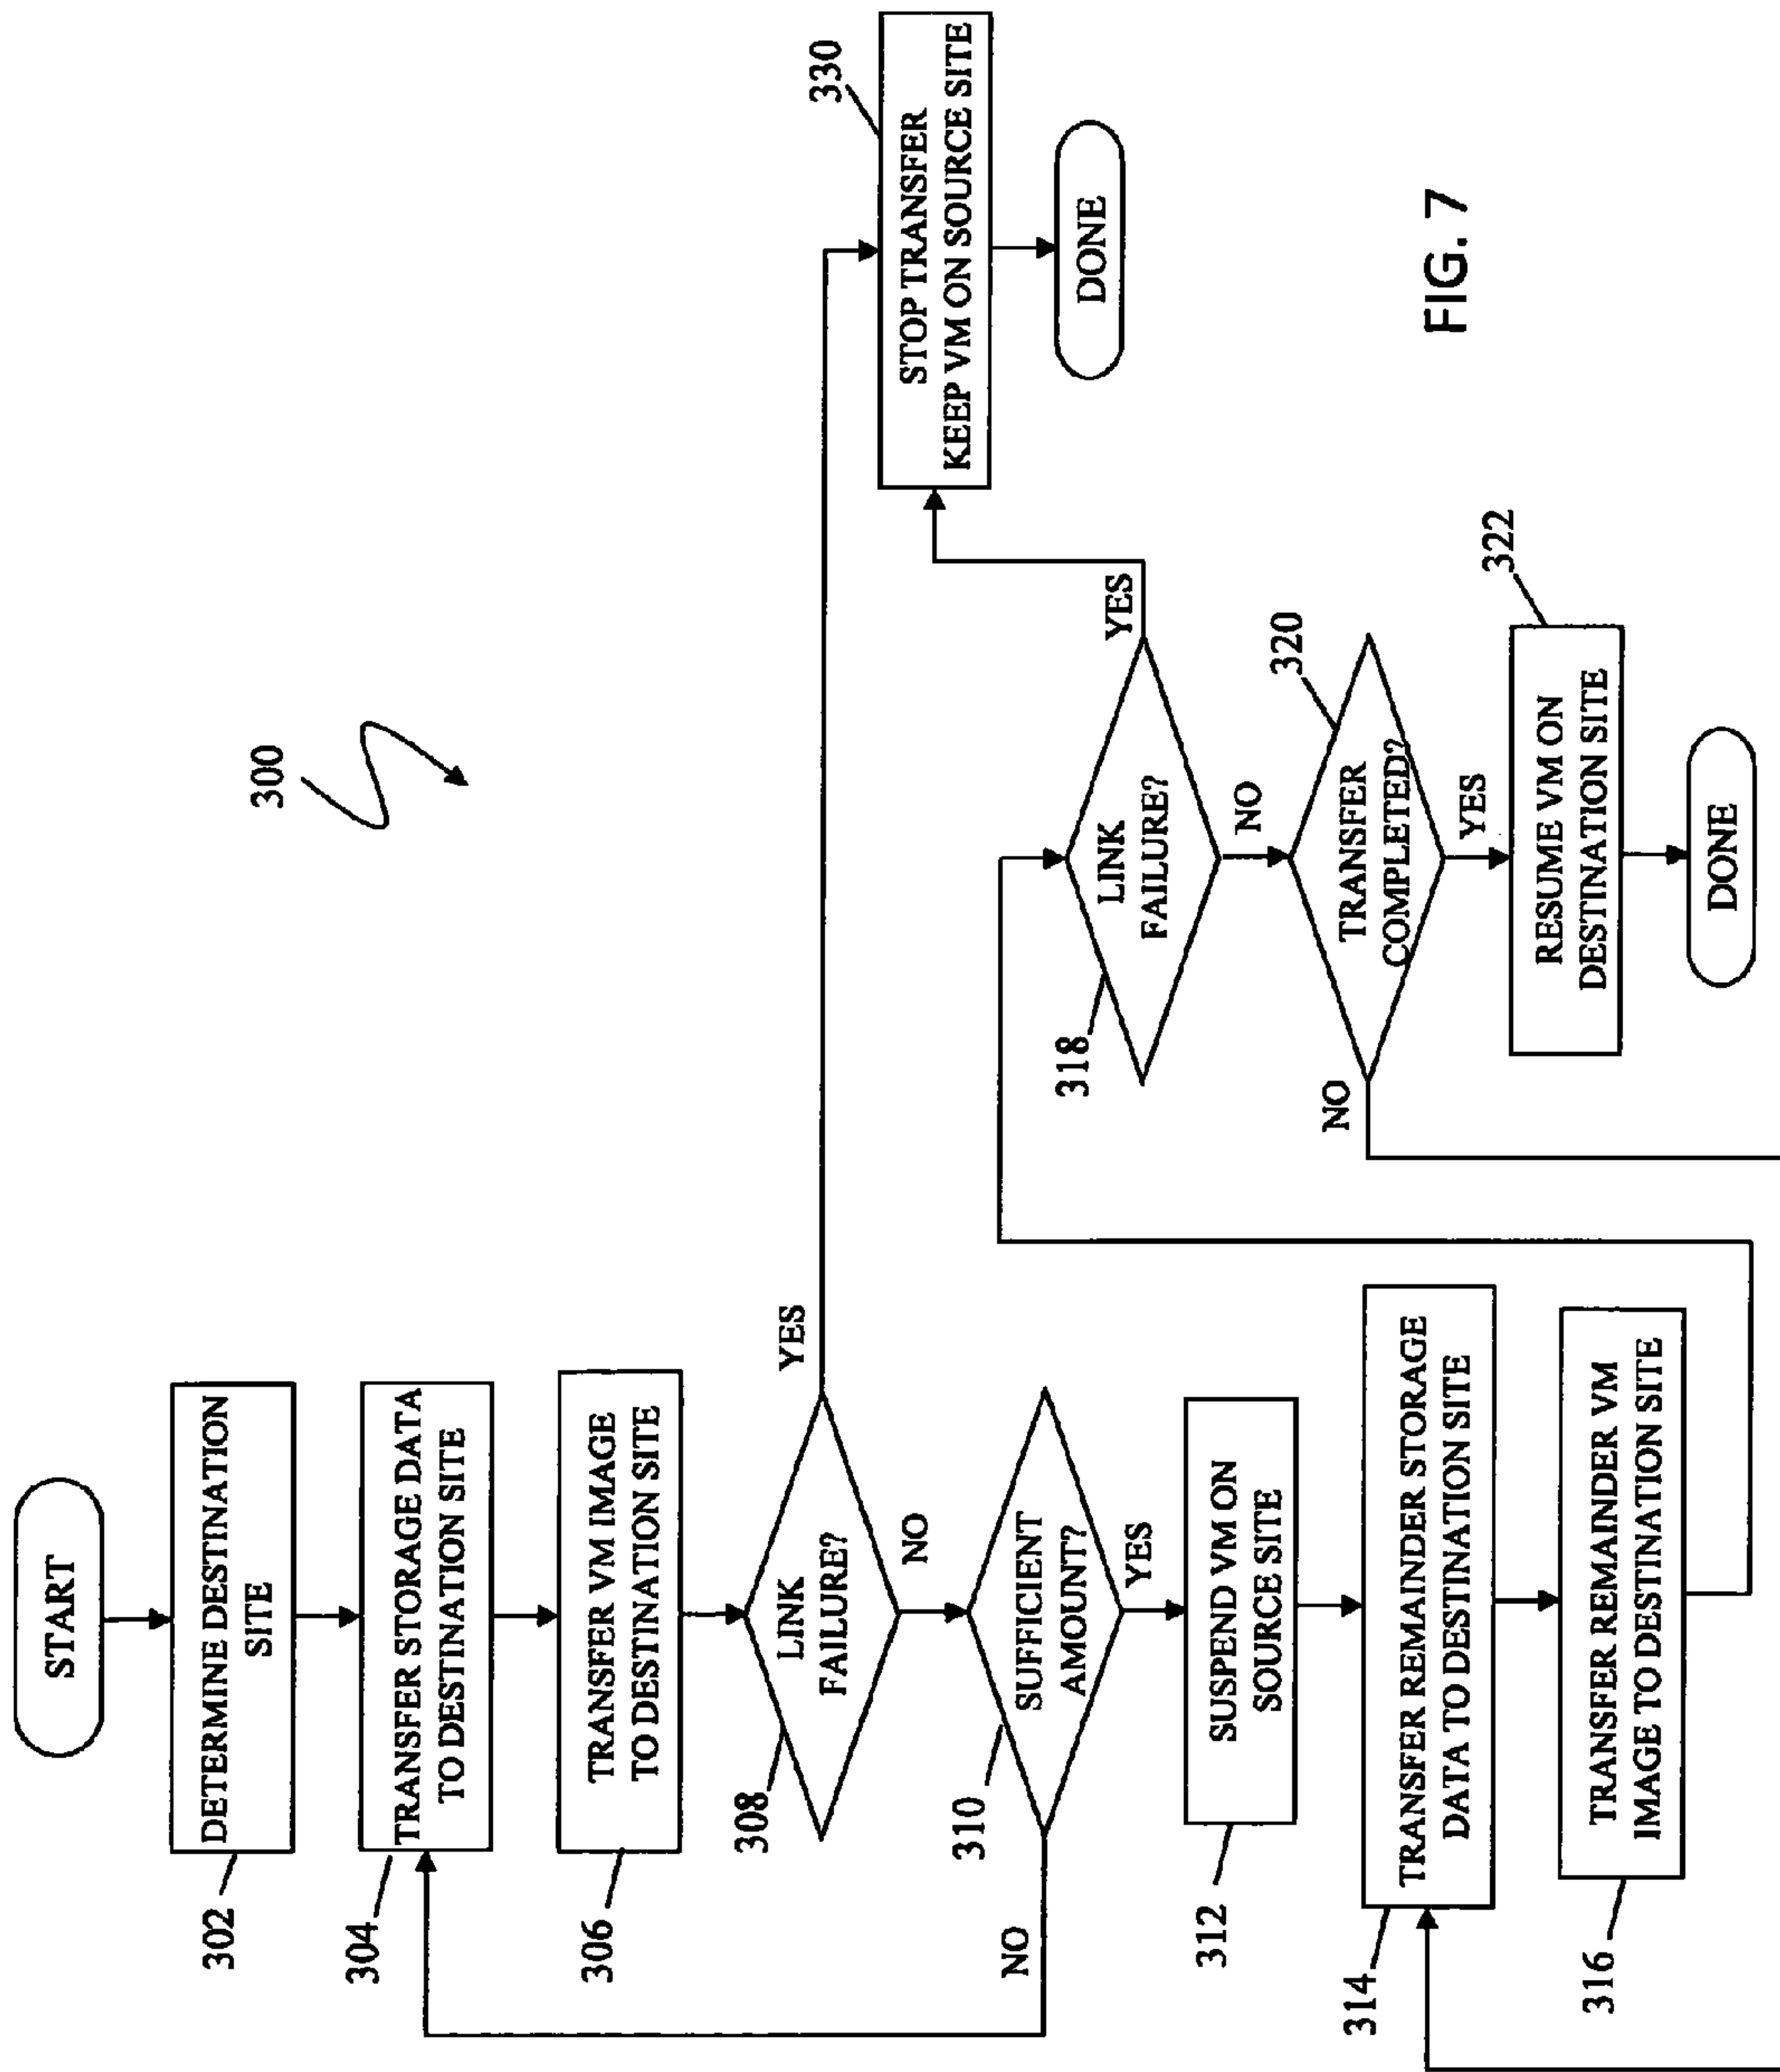 300
START
302
DETERMINE DESTINATION
SITE
304
TRANSFER STORAGE DATA
TO DESTINATION SITE
306
TRANSFER VM IMAGE
TO DESTINATION SITE
308
LINK
FAILURE?
YES
NO
310
SUFFICIENT
AMOUNT?
NO
YES
312
SUSPEND VM ON
SOURCE SITE
314
TRANSFER REMAINDER STORAGE
DATA TO DESTINATION SITE
316
TRANSFER REMAINDER VM
IMAGE TO DESTINATION SITE
318
LINK
FAILURE?
YES
NO
320
TRANSFER
COMPLETED?
NO
YES
322
RESUME VM ON
DESTINATION SITE
DONE
330
STOP TRANSFER
KEEP VM ON SOURCE SITE
DONE
FIG. 7